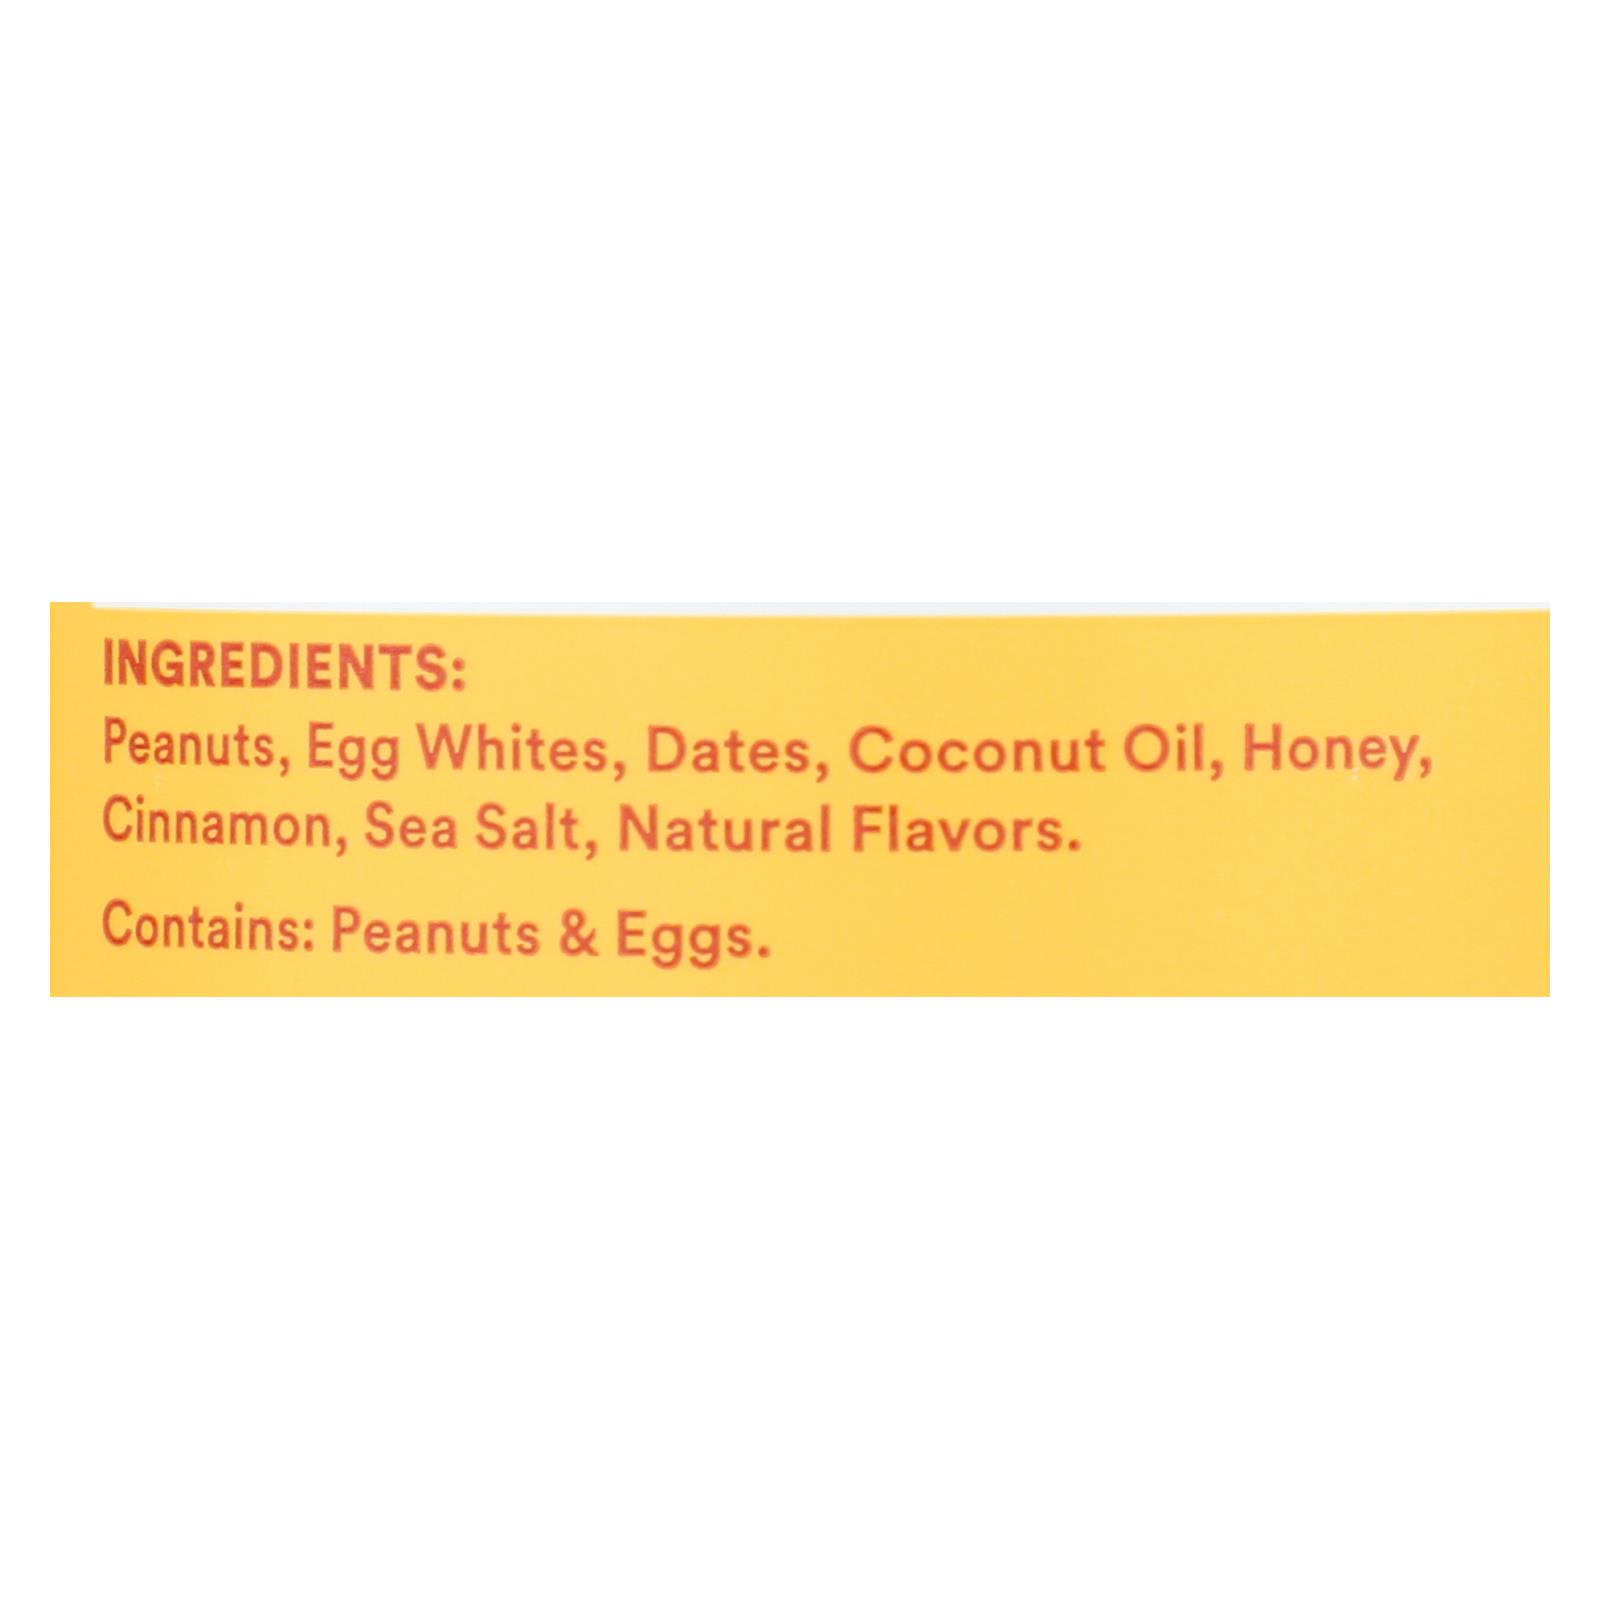 INGREDIENTS:
Peanuts, Egg Whites, Dates, Coconut Oil, Honey,
Cinnamon, Sea Salt, Natural Flavors.
Contains: Peanuts & Eggs.